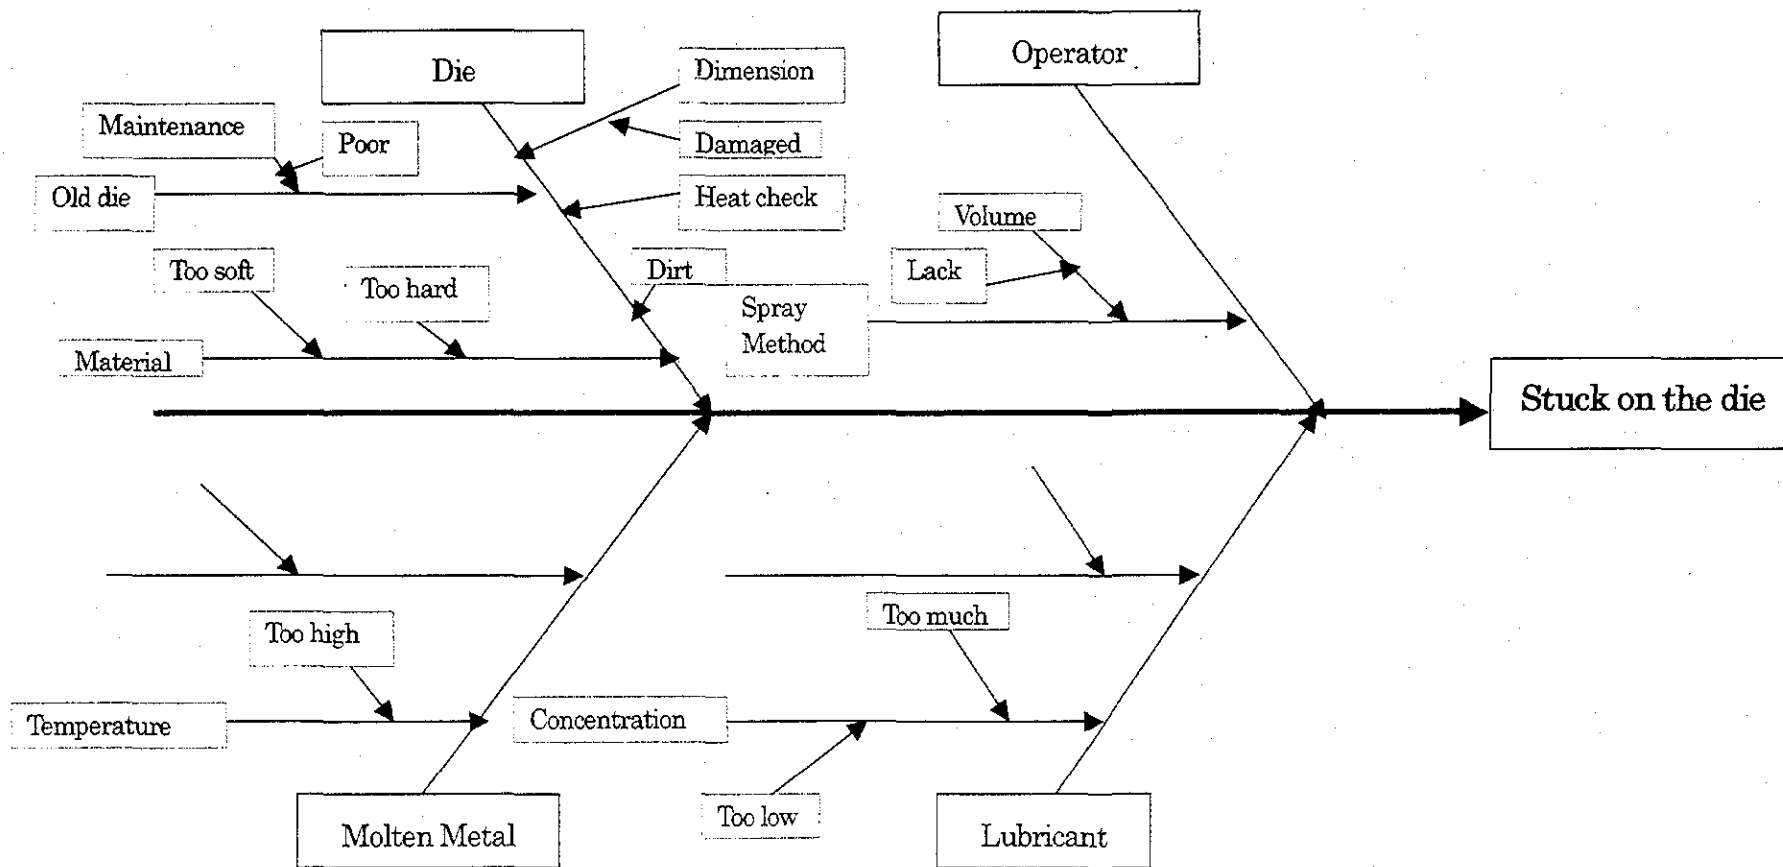 Die
Operator
Dimension
Maintenance
Poor
Damaged
Old die
Heat check
Volume
Too soft
Too hard
Dirt
Lack
Spray
Method
Material
Stuck on the die
Too high
Too much
Temperature
Concentration
Too low
Molten Metal
Lubricant